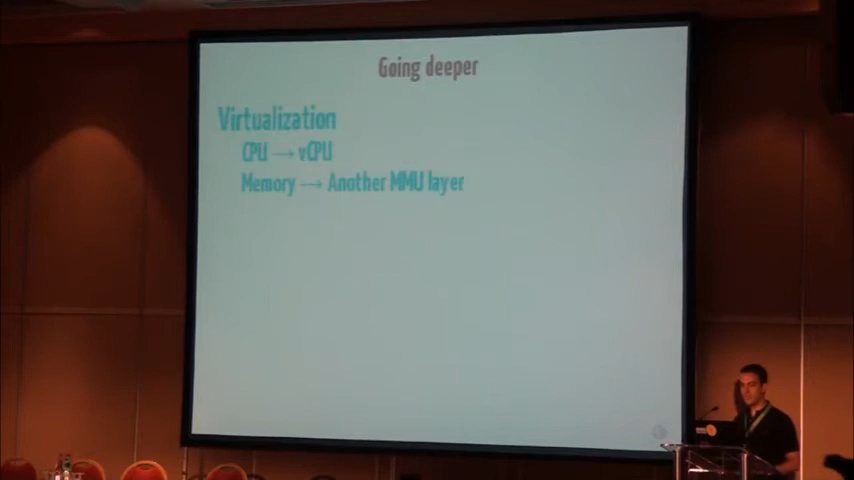 Going deeper
Virtualization
CPU → vCPU
Memory → Another MMU layer